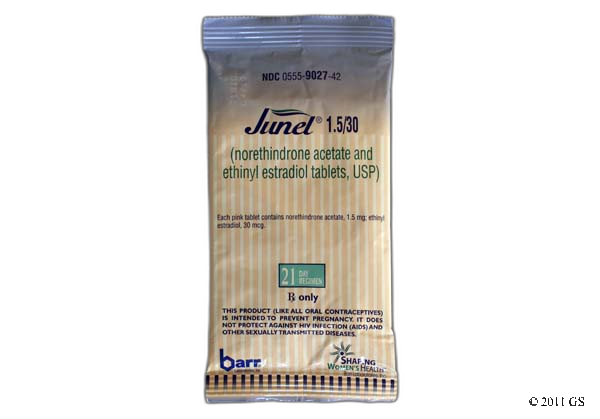 NDC 0555-9027-42
Junel® 1.5/30
(norethindrone acetate and
ethinyl estradiol tablets, USP)
Each pink tablet contains norethindrone acetate, 1.5 mg; ethinyl
estradiol, 30 mcg.
21 DAY
REGIMEN
℞ only
THIS PRODUCT (LIKE ALL ORAL CONTRACEPTIVES)
IS INTENDED TO PREVENT PREGNANCY. IT DOES
NOT PROTECT AGAINST HIV INFECTION (AIDS) AND
OTHER SEXUALLY TRANSMITTED DISEASES.
barr
SHAPING
WOMEN'S HEALTH
© 2011 GS